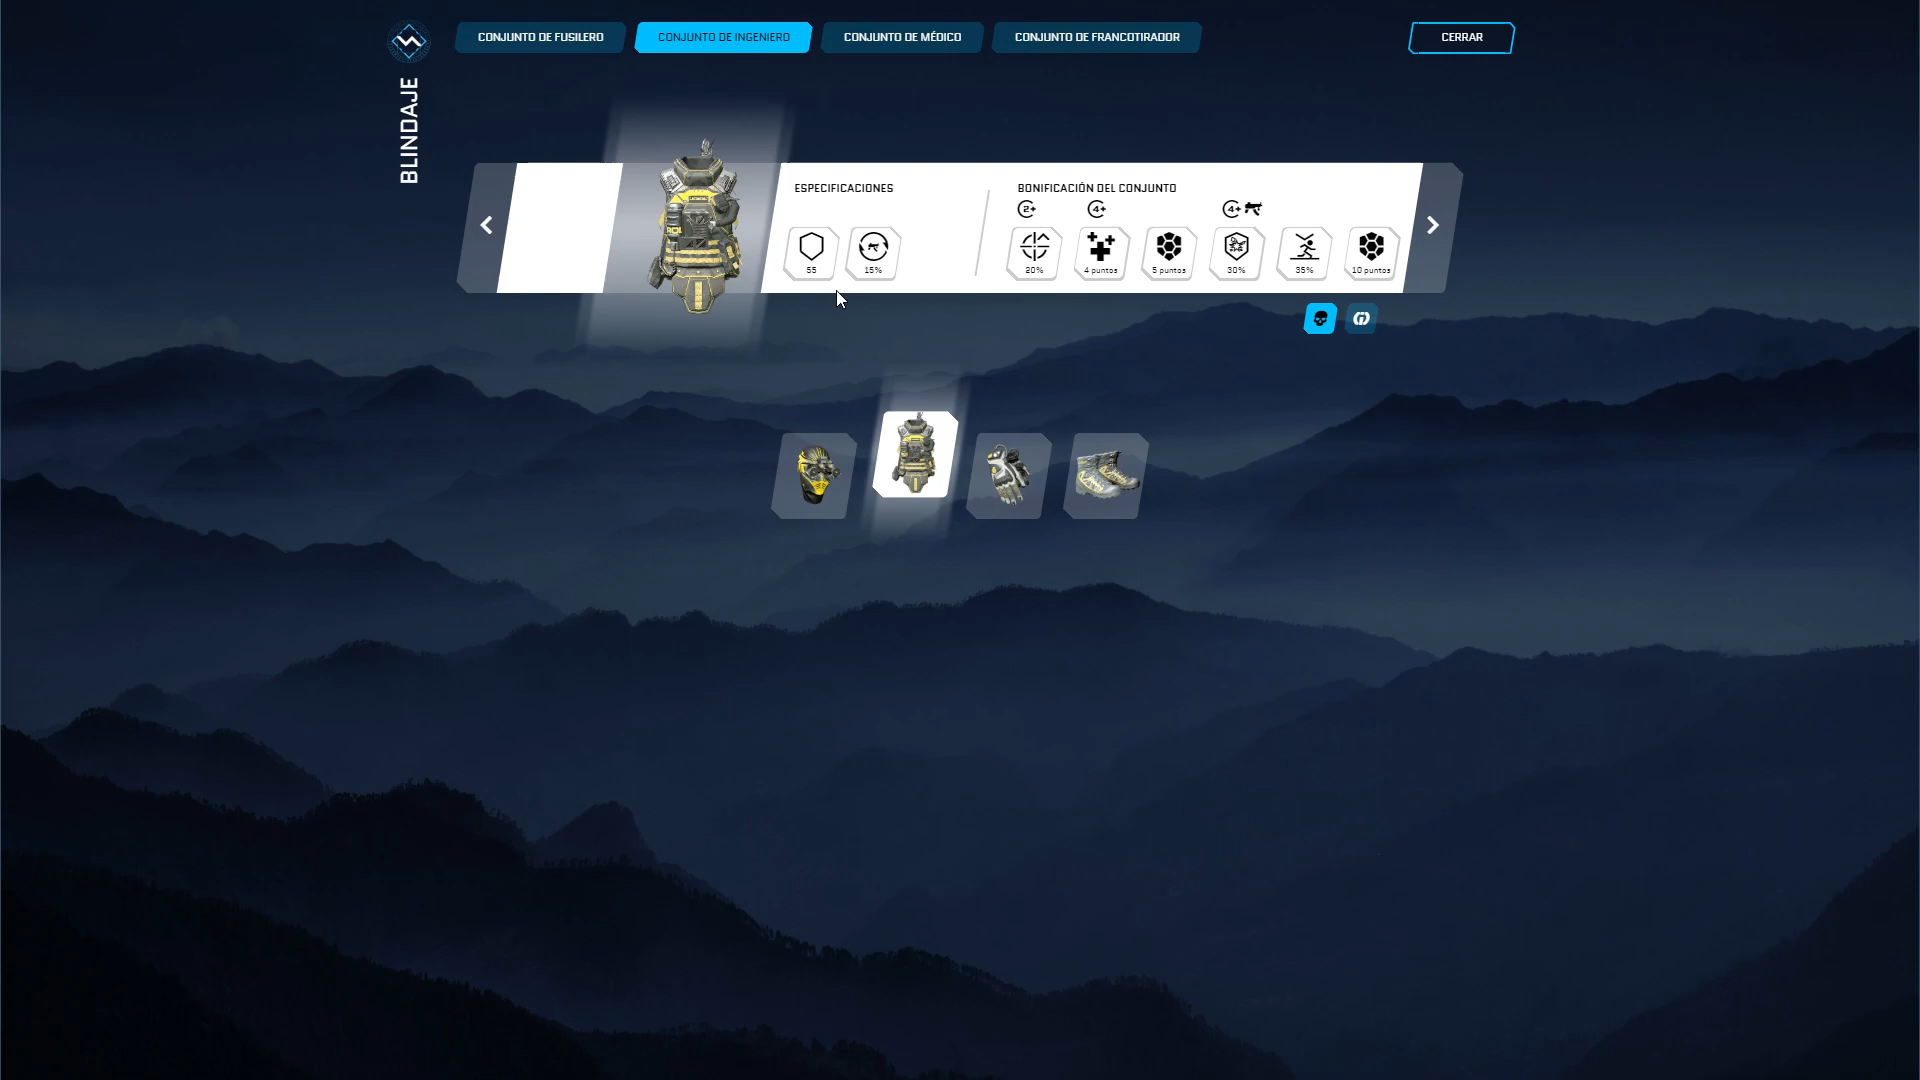 CONJUNTO DE FUSILERO
CONJUNTO DE INGENIERO
CONJUNTO DE MÉDICO
CONJUNTO DE FRANCOTIRADOR
CERRAR
BLINDAJE
ESPECIFICACIONES
BONIFICACIÓN DEL CONJUNTO
2+
4+
4+
55
15%
20%
4 puntos
5 puntos
30%
35%
10 puntos